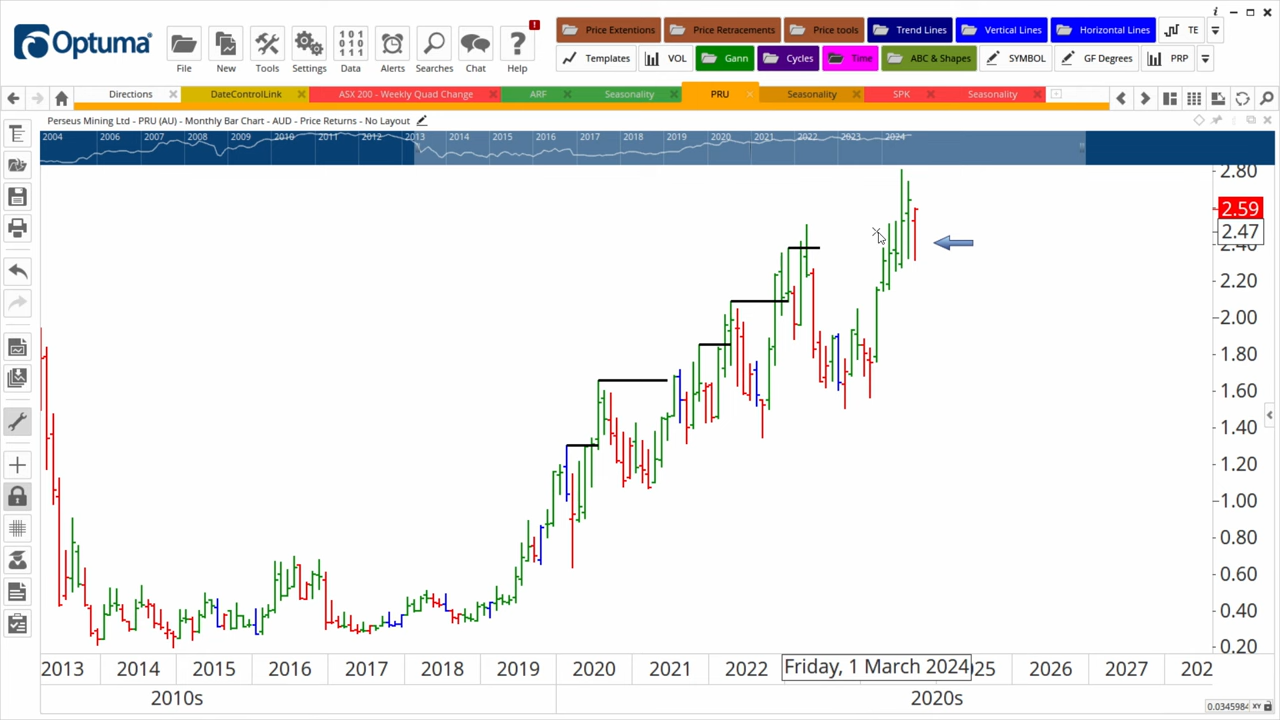 i
Optuma
File
New
Tools
Settings
Data
Alerts
Searches
Chat
Help
Price Extentions
Price Retracements
Price tools
Trend Lines
Vertical Lines
Horizontal Lines
TE
Templates
VOL
Gann
Cycles
Time
ABC & Shapes
SYMBOL
GF Degrees
PRP
Directions
DateControlLink
ASX 200 - Weekly Quad Change
ARF
Seasonality
PRU
Seasonality
SPK
Seasonality
Perseus Mining Ltd - PRU (AU) - Monthly Bar Chart - AUD - Price Returns - No Layout
2004 2006 2007 2008 2009 2010 2011 2012 2013 2014 2015 2016 2017 2018 2019 2020 2021 2022 2023 2024
2.80
2.59
2.47
2.40
2.20
2.00
1.80
1.60
1.40
1.20
1.00
0.80
0.60
0.40
0.20
2013 2014 2015 2016 2017 2018 2019 2020 2021 2022 Friday, 1 March 2024 25 2026 2027 202
2010s 2020s
0.0345984 XY